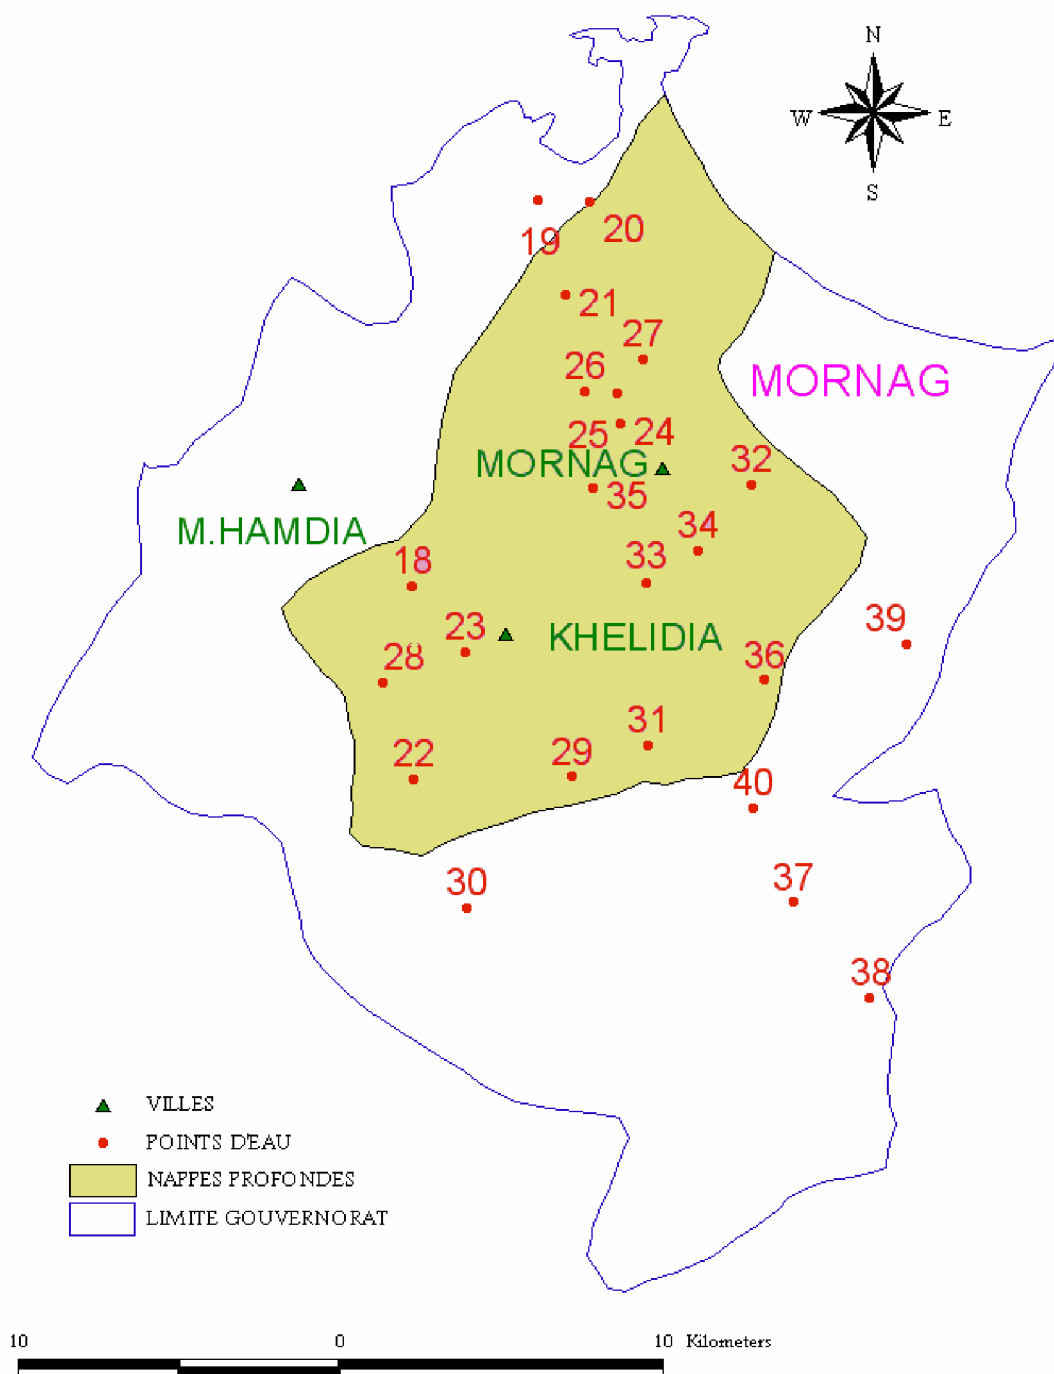 N
W E
S
19
20
21
27
26
MORNAG
25 24
MORNAG
32
35
M.HAMDIA
34
18
33
23
KHELIDIA
39
28
36
31
22
29
40
30
37
38
VILLES
POINTS D'EAU
NAPPES PROFONDES
LIMITE GOUVERNORAT
10 0 10 Kilometers